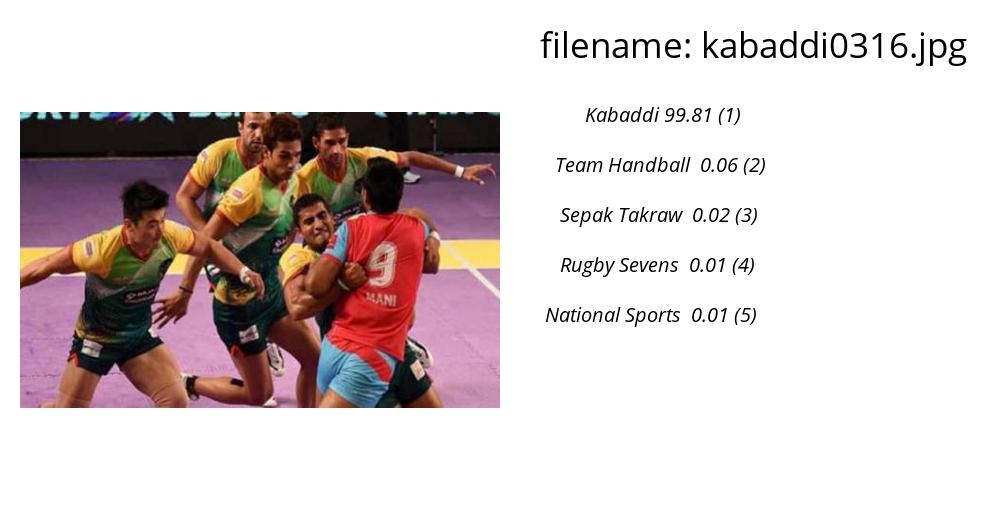 filename: kabaddi0316.jpg
Kabaddi 99.81 (1)
Team Handball 0.06 (2)
Sepak Takraw 0.02 (3)
Rugby Sevens 0.01 (4)
National Sports 0.01 (5)
9
MANI